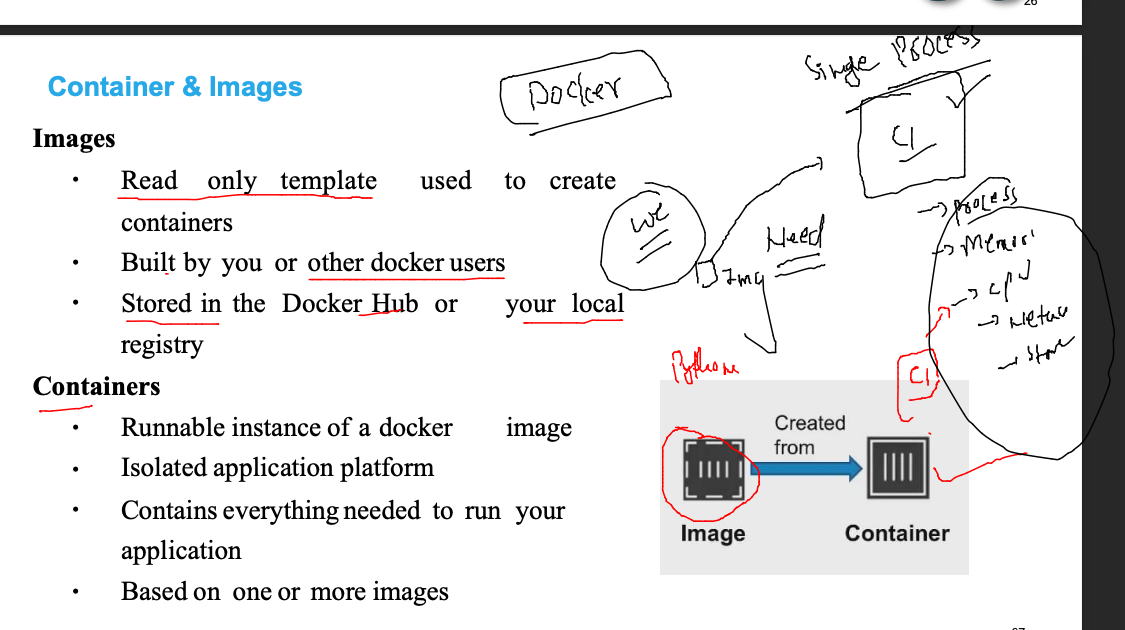 26
Single Process
Docker
Container & Images
C1
Images
• Read only template used to create
containers
we
Need
→ process
→ Memor
→ CPU
• Built by you or other docker users
Img
• Stored in the Docker Hub or your local
registry
Python
C1
Containers
• Runnable instance of a docker image
• Isolated application platform
• Contains everything needed to run your
application
• Based on one or more images
Created
from
Image Container